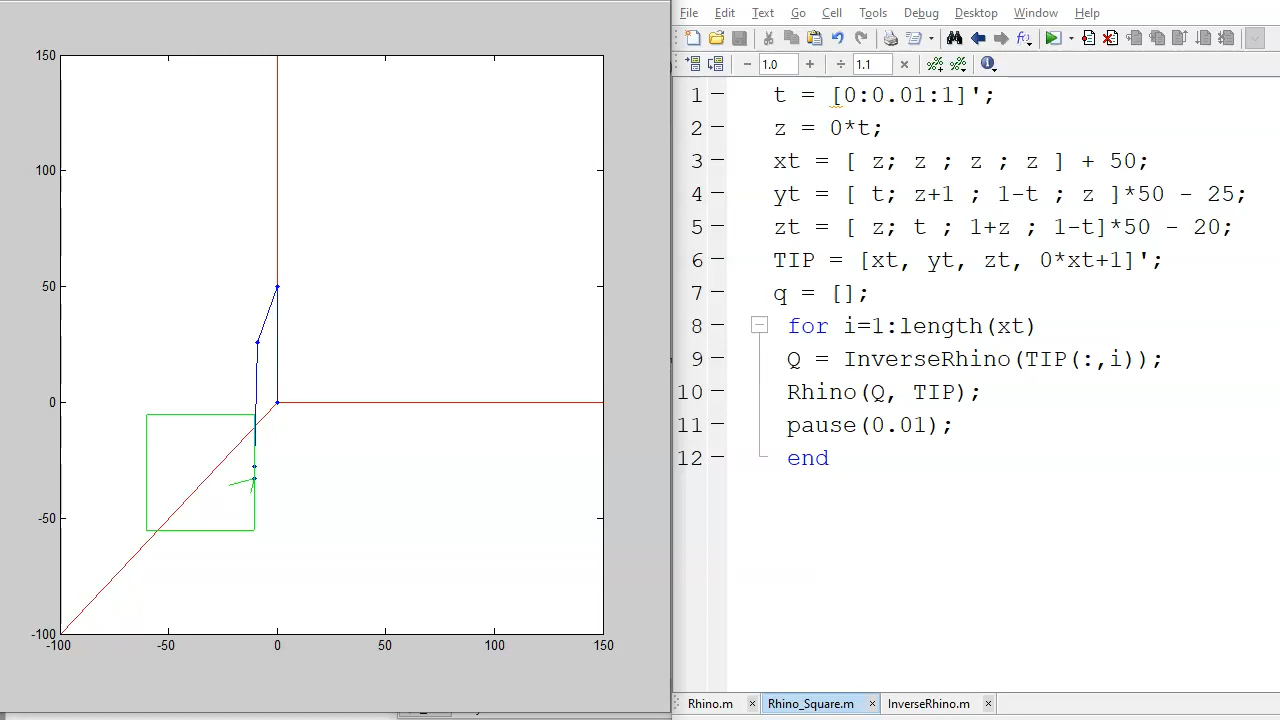 File Edit Text Go Cell Tools Debug Desktop Window Help
1.0
1.1
150
100
50
0
-50
-100
-100 -50 0 50 100 150
1 t = [0:0.01:1]';
2 z = 0*t;
3 xt = [ z; z ; z ; z ] + 50;
4 yt = [ t; z+1 ; 1-t ; z ]*50 - 25;
5 zt = [ z; t ; 1+z ; 1-t]*50 - 20;
6 TIP = [xt, yt, zt, 0*xt+1]';
7 q = [];
8 for i=1:length(xt)
9 Q = InverseRhino(TIP(:,i));
10 Rhino(Q, TIP);
11 pause(0.01);
12 end
Rhino.m Rhino_Square.m InverseRhino.m